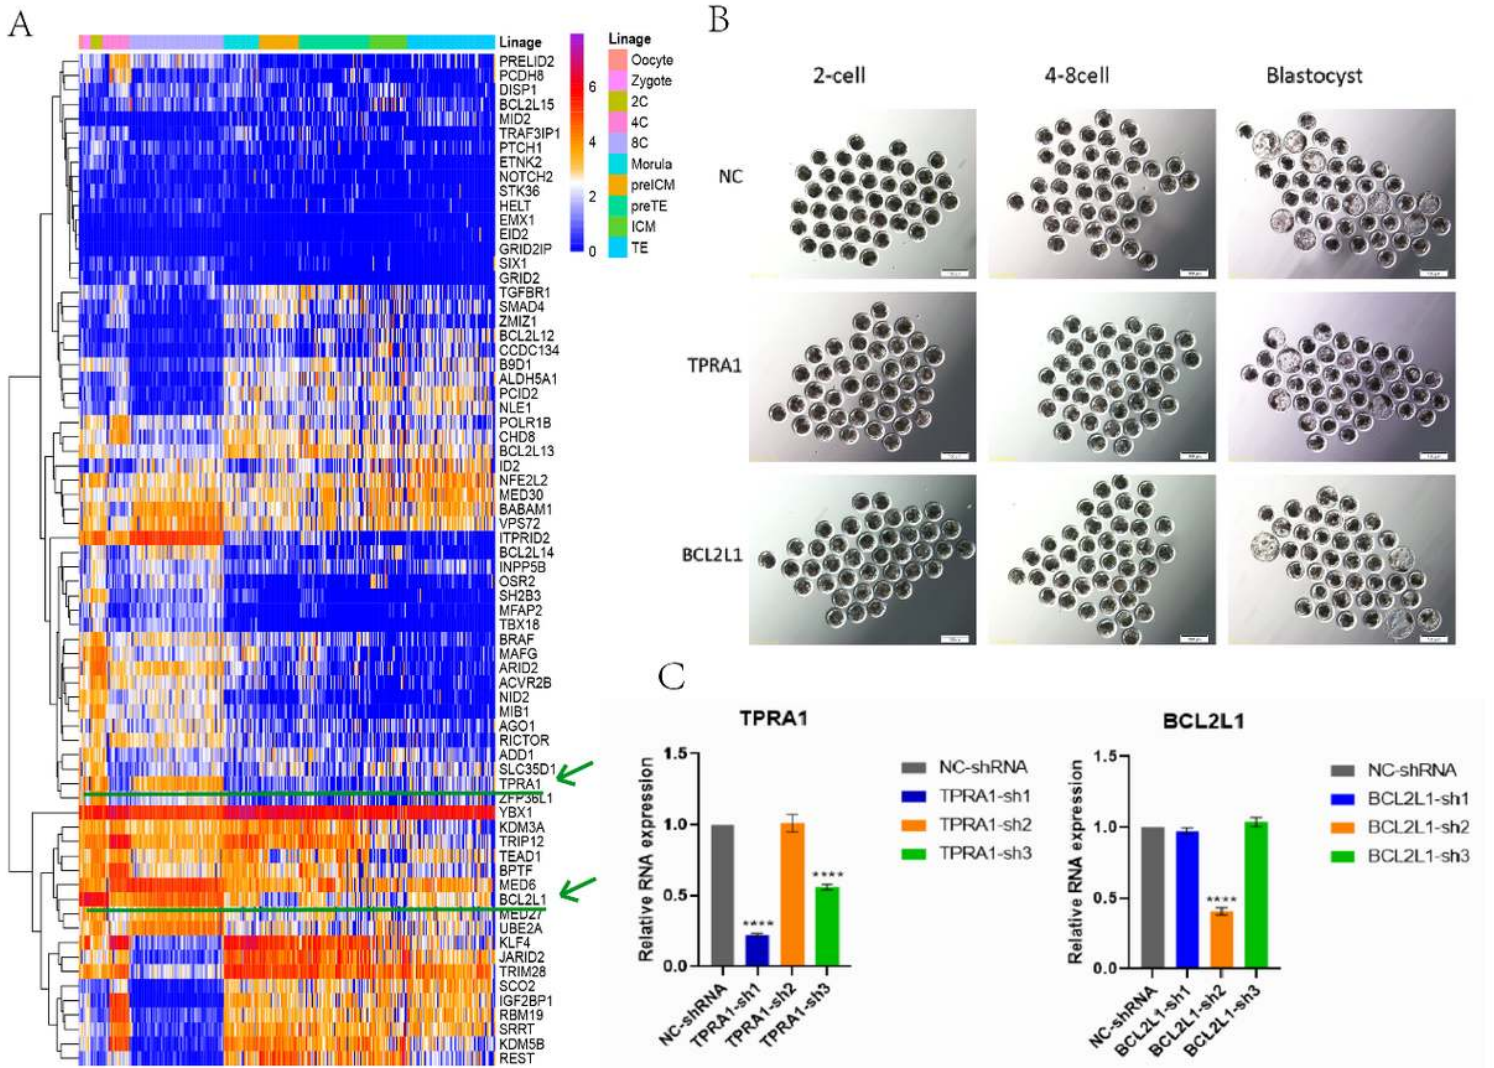 A
Linage
PRELID2
PCDH8
DISP1
BCL2L15
MID2
TRAF3IP1
PTCH1
ETNK2
NOTCH2
STK36
HELT
EMX1
EID2
GRID2IP
SIX1
GRID2
TGFBR1
SMAD4
ZMIZ1
BCL2L12
CCDC134
B9D1
ALDH5A1
PCID2
NLE1
POLR1B
CHD8
BCL2L13
ID2
NFE2L2
MED30
BABAM1
VPS72
ITPRID2
BCL2L14
INPP5B
OSR2
SH2B3
MFAP2
TBX18
BRAF
MAFG
ARID2
ACVR2B
NID2
MIB1
AGO1
RICTOR
ADD1
SLC35D1
TPRA1
ZFP36L1
YBX1
KDM3A
TRIP12
TEAD1
BPTF
MED6
BCL2L1
MED27
UBE2A
KLF4
JARID2
TRIM28
SCO2
IGF2BP1
RBM19
SRRT
KDM5B
REST
6
4
2
0
Linage
Oocyte
Zygote
2C
4C
8C
Morula
preICM
preTE
ICM
TE
B
2-cell 4-8cell Blastocyst
NC
TPRA1
BCL2L1
C
TPRA1
Relative RNA expression
1.5
1.0
0.5
0.0
****
****
NC-shRNA
TPRA1-sh1
TPRA1-sh2
TPRA1-sh3
NC-shRNA
TPRA1-sh1
TPRA1-sh2
TPRA1-sh3
BCL2L1
Relative RNA expression
1.5
1.0
0.5
0.0
****
NC-shRNA
BCL2L1-sh1
BCL2L1-sh2
BCL2L1-sh3
NC-shRNA
BCL2L1-sh1
BCL2L1-sh2
BCL2L1-sh3